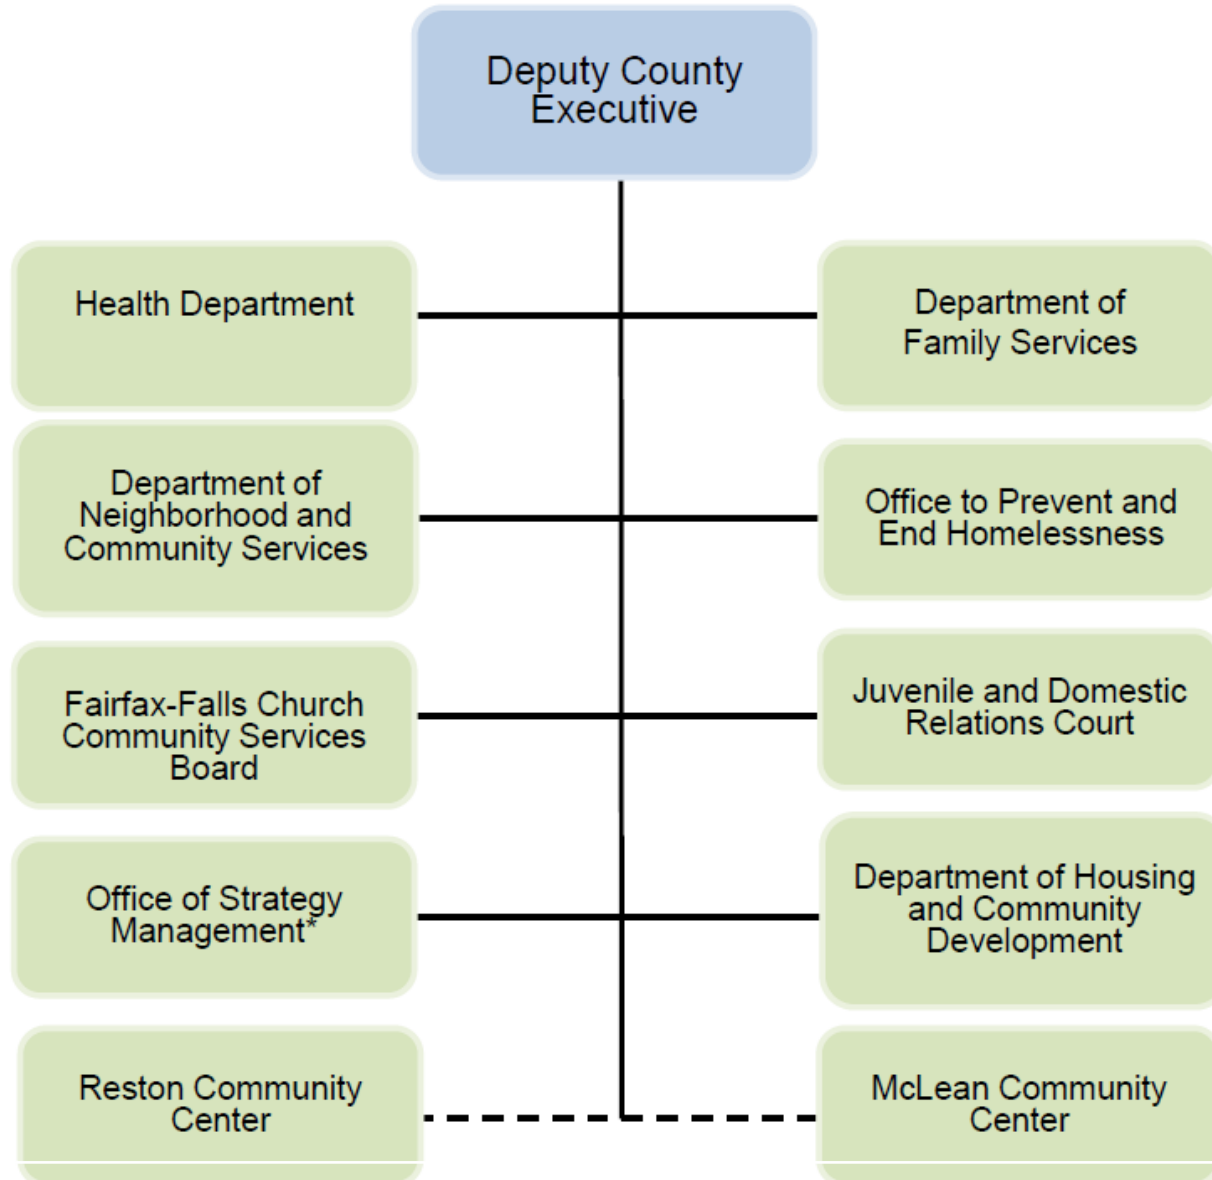 Deputy County
Executive
Health Department
Department of
Family Services
Department of
Neighborhood and
Community Services
Office to Prevent and
End Homelessness
Fairfax-Falls Church
Community Services
Board
Juvenile and Domestic
Relations Court
Office of Strategy
Management*
Department of Housing
and Community
Development
Reston Community
Center
McLean Community
Center